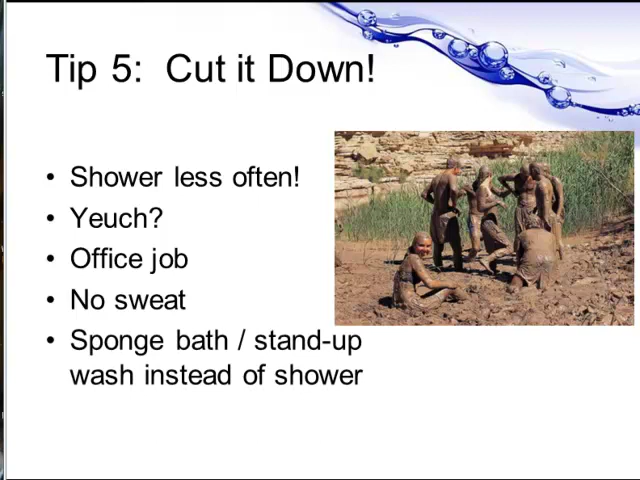 Tip 5:  Cut it Down!
• Shower less often!
• Yeuch?
• Office job
• No sweat
• Sponge bath / stand-up
wash instead of shower